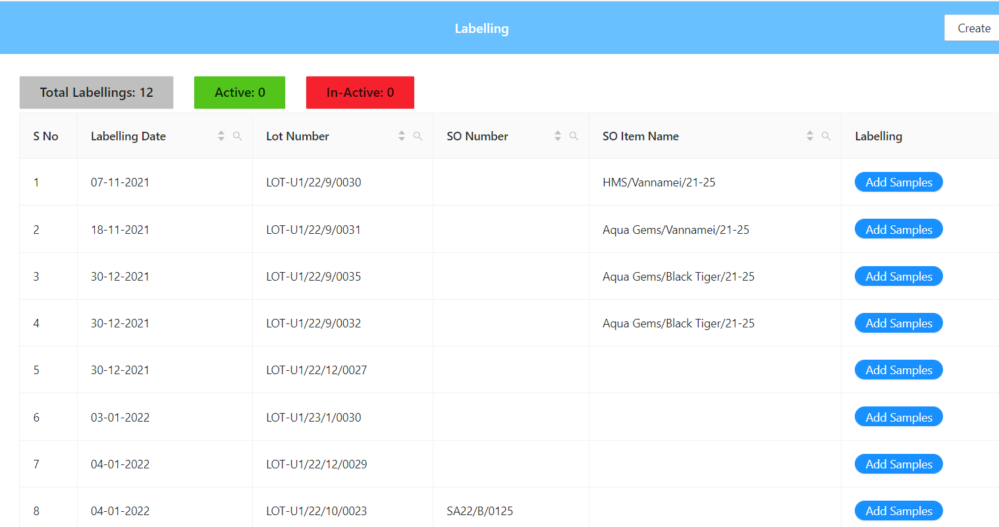 Labelling
Create
Total Labellings: 12 Active: 0 In-Active: 0
S No Labelling Date Lot Number SO Number SO Item Name Labelling
1 07-11-2021 LOT-U1/22/9/0030 HMS/Vannamei/21-25 Add Samples
2 18-11-2021 LOT-U1/22/9/0031 Aqua Gems/Vannamei/21-25 Add Samples
3 30-12-2021 LOT-U1/22/9/0035 Aqua Gems/Black Tiger/21-25 Add Samples
4 30-12-2021 LOT-U1/22/9/0032 Aqua Gems/Black Tiger/21-25 Add Samples
5 30-12-2021 LOT-U1/22/12/0027 Add Samples
6 03-01-2022 LOT-U1/23/1/0030 Add Samples
7 04-01-2022 LOT-U1/22/12/0029 Add Samples
8 04-01-2022 LOT-U1/22/10/0023 SA22/B/0125 Add Samples